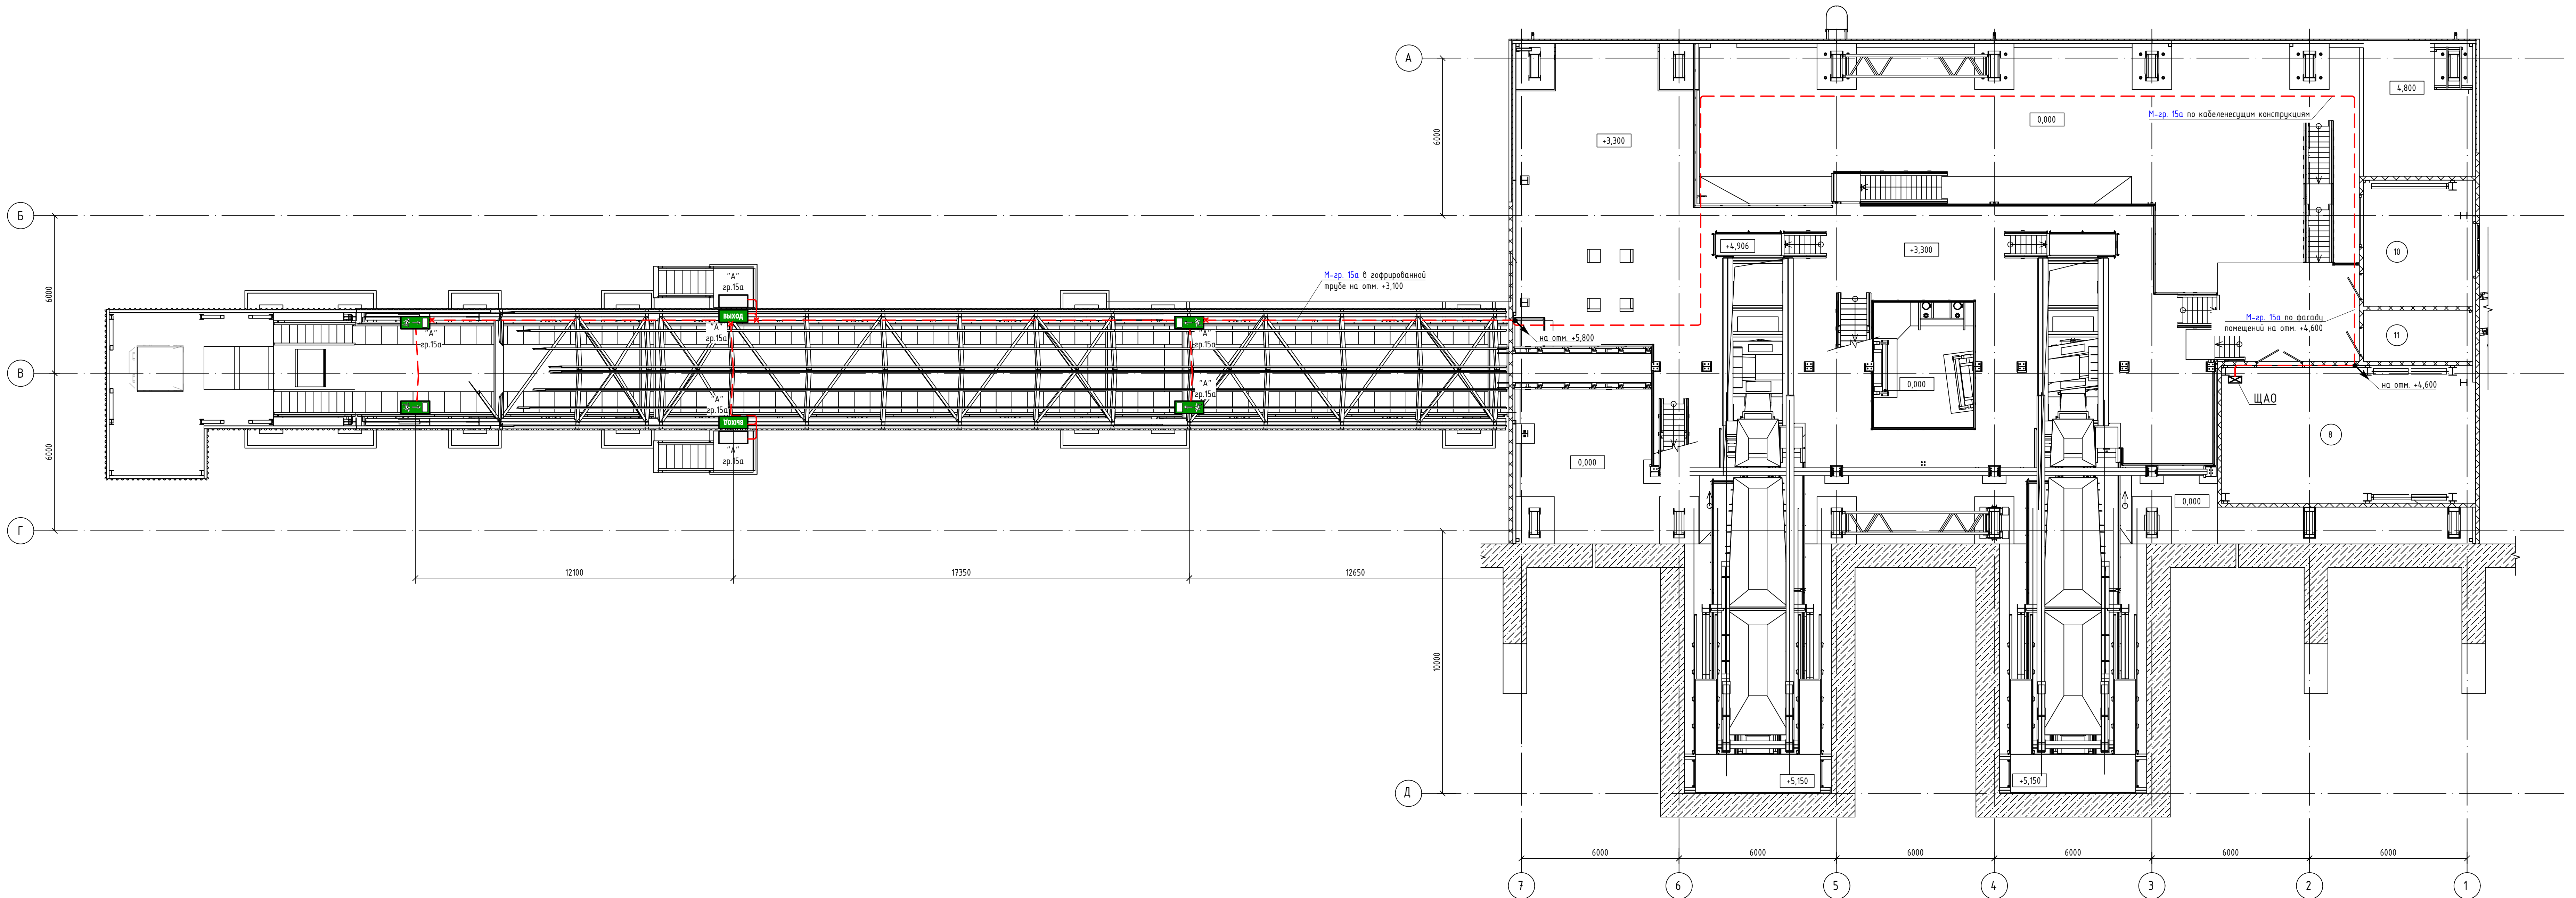 А
4,800
0,000
М-гр. 15а по кабеленесущим конструкциям
6000
+3,300
Б
+4,906
+3,300
10
М-гр. 15а в гофрированной
трубе на отм. +3,100
"А"
гр.15а
ВЫХОД
6000
"А"
гр.15а
"А"
гр.15а
"А"
гр.15а
на отм. +5,800
М-гр. 15а по фасаду
помещений на отм. +4,600
11
В
"А"
гр.15а
"А"
гр.15а
ВЫХОД
"А"
гр.15а
0,000
на отм. +4,600
ЩАО
8
6000
0,000
0,000
Г
12100
17350
12650
10000
+5,150
+5,150
Д
6000
6000
6000
6000
6000
6000
7
6
5
4
3
2
1